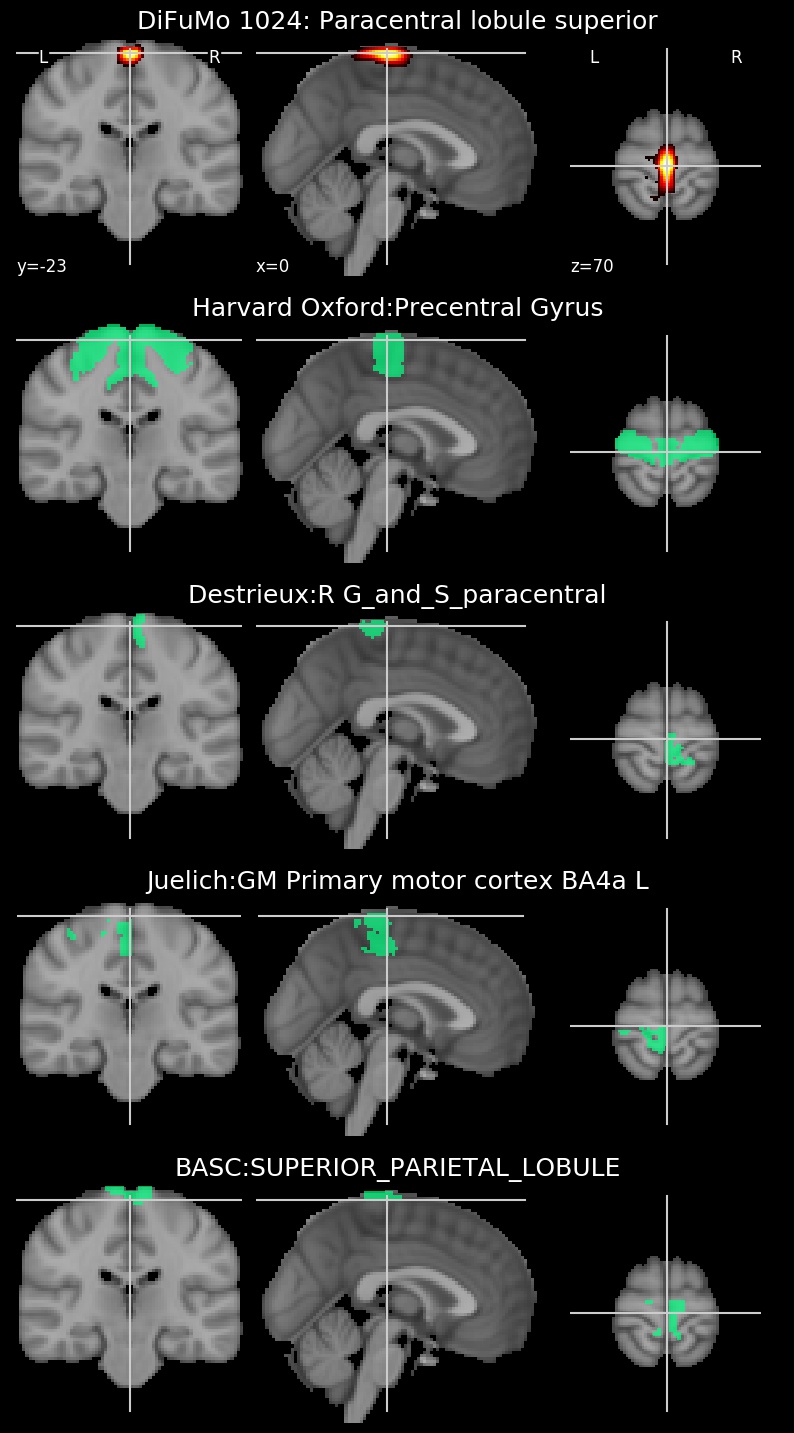 DiFuMo 1024: Paracentral lobule superior
L R L R
y=-23 x=0 z=70
Harvard Oxford:Precentral Gyrus
Destrieux:R G_and_S_paracentral
Juelich:GM Primary motor cortex BA4a L
BASC:SUPERIOR_PARIETAL_LOBULE